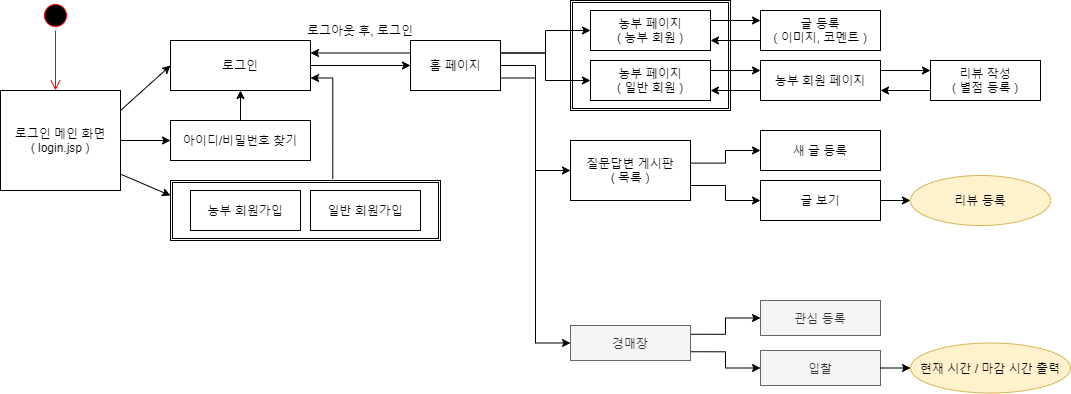 로그아웃 후, 로그인
로그인
홈 페이지
농부 페이지
( 농부 회원 )
글 등록
( 이미지, 코멘트 )
농부 페이지
( 일반 회원 )
농부 회원 페이지
리뷰 작성
( 별점 등록 )
로그인 메인 화면
( login.jsp )
아이디/비밀번호 찾기
농부 회원가입
일반 회원가입
질문답변 게시판
( 목록 )
새 글 등록
글 보기
리뷰 등록
경매장
관심 등록
입찰
현재 시간 / 마감 시간 출력